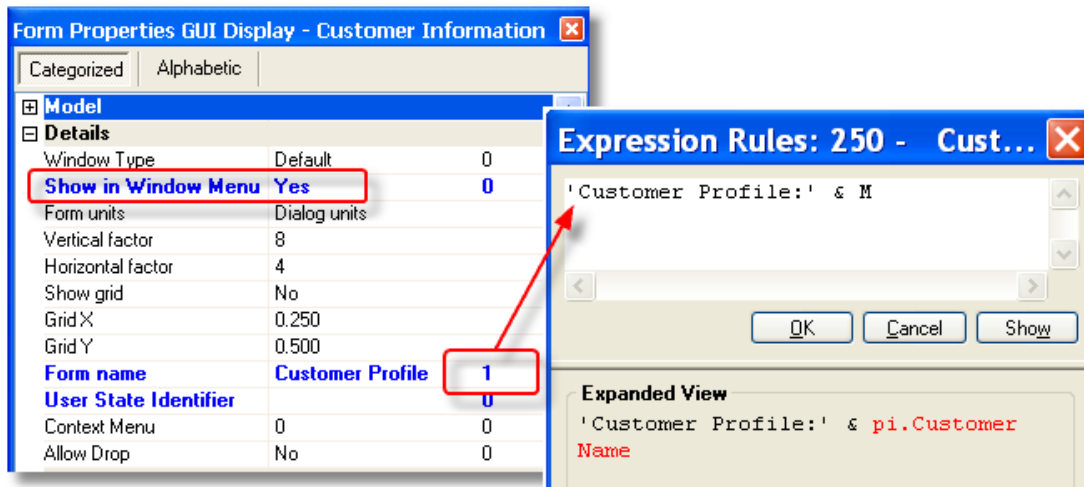 Form Properties GUI Display - Customer Information
Categorized Alphabetic
Model
Details
Window Type Default 0
Show in Window Menu Yes 0
Form units Dialog units
Vertical factor 8
Horizontal factor 4
Show grid No
Grid X 0.250
Grid Y 0.500
Form name Customer Profile 1
User State Identifier 0
Context Menu 0 0
Allow Drop No 0
Expression Rules: 250 - Cust...
'Customer Profile:' & M
OK Cancel Show
Expanded View
'Customer Profile:' & pi.Customer
Name